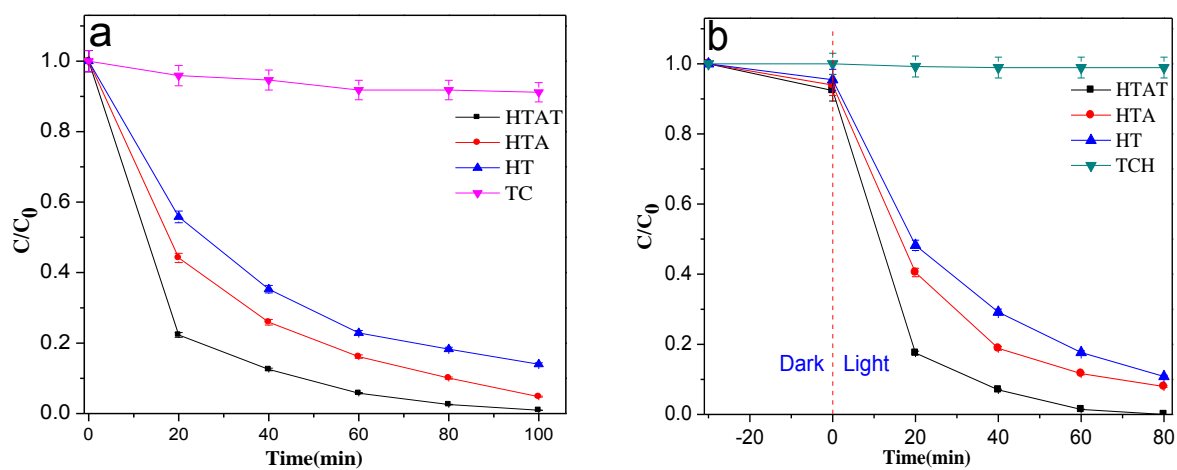 a
1.0
0.8
0.6
0.4
0.2
0.0
C/C0
HTAT
HTA
HT
TC
0 20 40 60 80 100
Time(min)
b
1.0
0.8
0.6
0.4
0.2
0.0
C/C0
HTAT
HTA
HT
TCH
Dark Light
-20 0 20 40 60 80
Time(min)